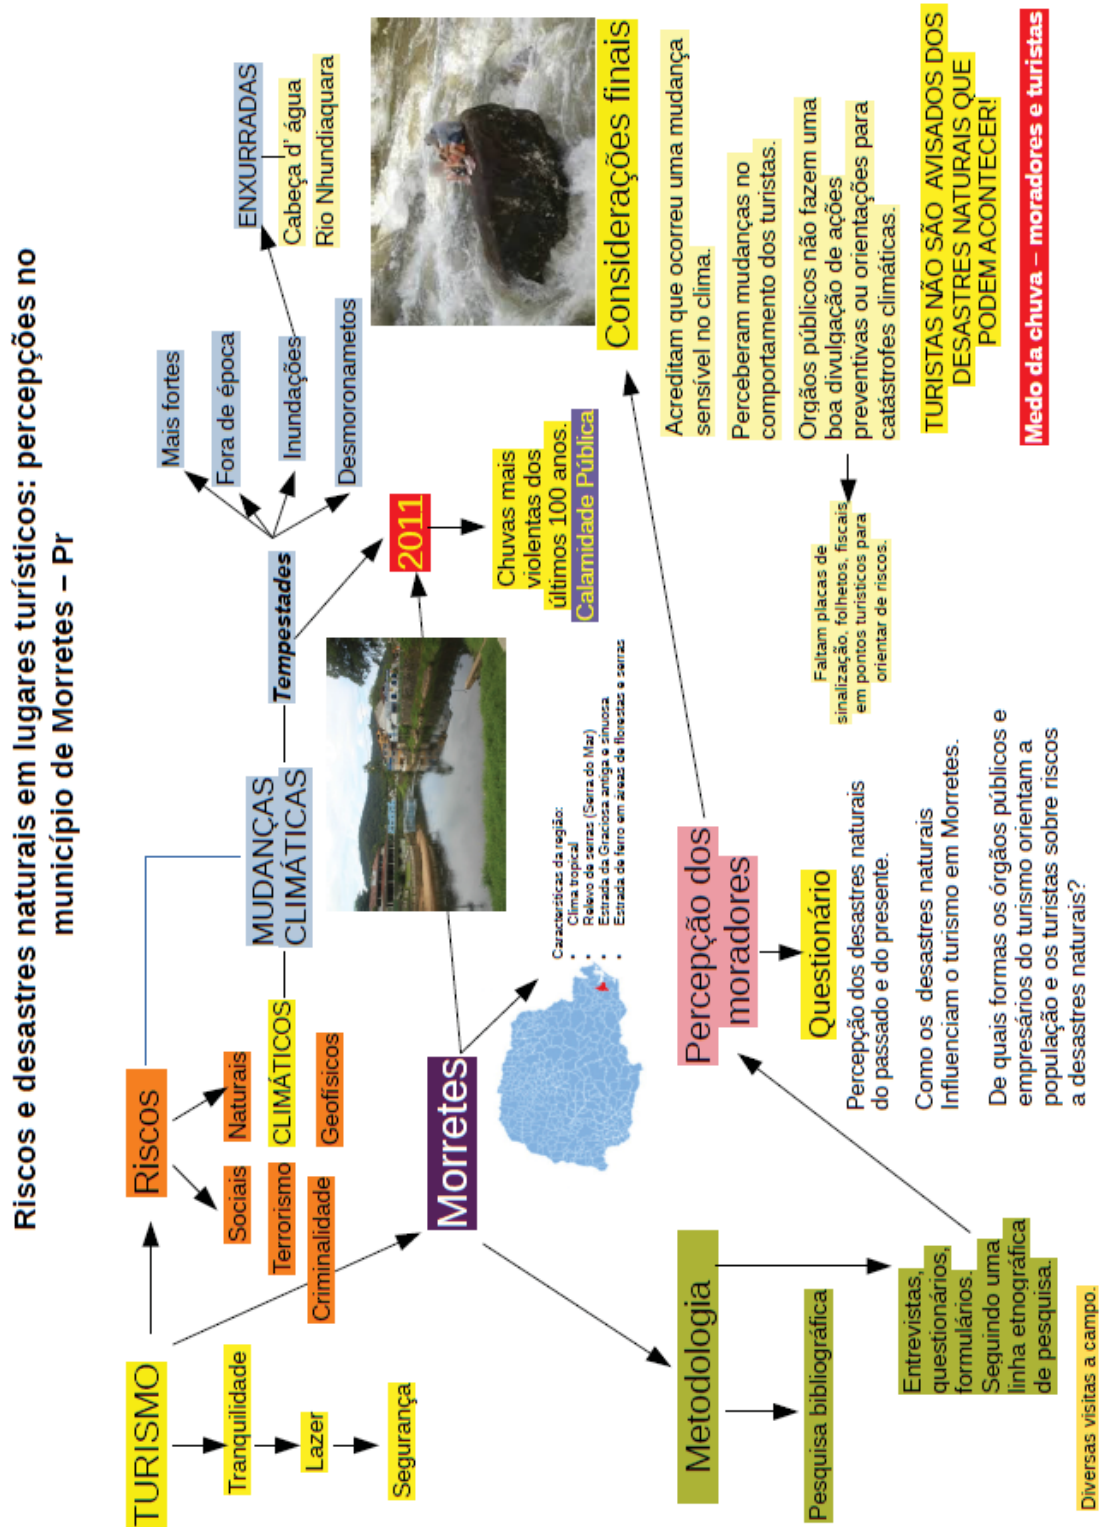 Riscos e desastres naturais em lugares turísticos: percepções no
município de Morretes – Pr
TURISMO
Tranquilidade
Lazer
Segurança
Riscos
Sociais
Terrorismo
Criminalidade
Naturais
CLIMÁTICOS
Geofísicos
MUDANÇAS
CLIMÁTICAS
Tempestades
Mais fortes
Fora de época
Inundações
Desmoronametos
ENXURRADAS
Cabeça d' água
Rio Nhundiaquara
2011
Chuvas mais
violentas dos
últimos 100 anos.
Calamidade Pública
Morretes
Características da região:
• Clima tropical
• Relevo de serras (Serra do Mar)
• Estrada da Graciosa antiga e sinuosa
• Estrada de ferro em áreas de florestas e serras
Metodologia
Pesquisa bibliográfica
Entrevistas,
questionários,
formulários.
Seguindo uma
linha etnográfica
de pesquisa.
Diversas visitas a campo.
Percepção dos
moradores
Questionário
Percepção dos desastres naturais
do passado e do presente.
Como os desastres naturais
Influenciam o turismo em Morretes.
De quais formas os órgãos públicos e
empresários do turismo orientam a
população e os turistas sobre riscos
a desastres naturais?
Considerações finais
Acreditam que ocorreu uma mudança
sensível no clima.
Perceberam mudanças no
comportamento dos turistas.
Orgãos públicos não fazem uma
boa divulgação de ações
preventivas ou orientações para
catástrofes climáticas.
Faltam placas de
sinalização, folhetos, fiscais
em pontos turísticos para
orientar de riscos.
TURISTAS NÃO SÃO AVISADOS DOS
DESASTRES NATURAIS QUE
PODEM ACONTECER!
Medo da chuva – moradores e turistas